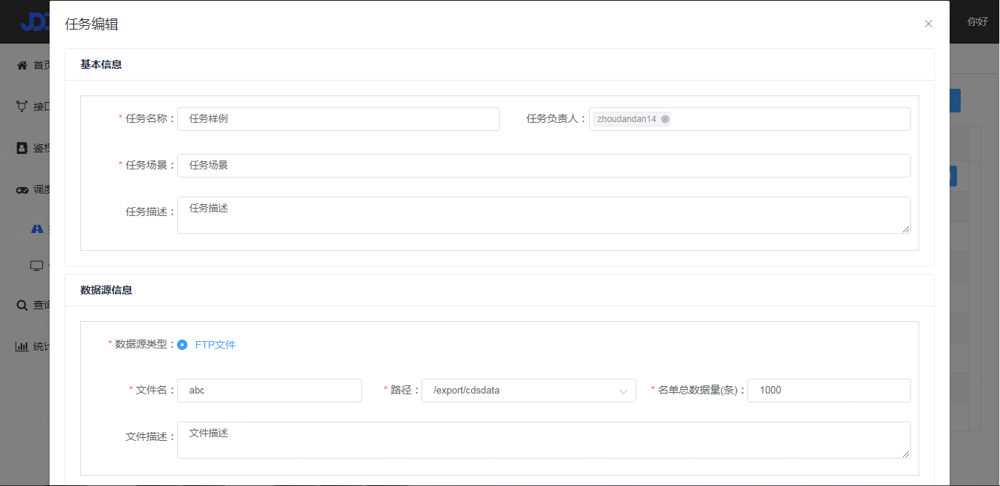 任务编辑
你好
首页
基本信息
接口
* 任务名称： 任务样例 任务负责人： zhoudandan14
鉴权
* 任务场景： 任务场景
调度
任务描述： 任务描述
数据源信息
查询
* 数据源类型： FTP文件
统计
* 文件名： abc * 路径： /export/cdsdata * 名单总数据量(条)： 1000
文件描述： 文件描述